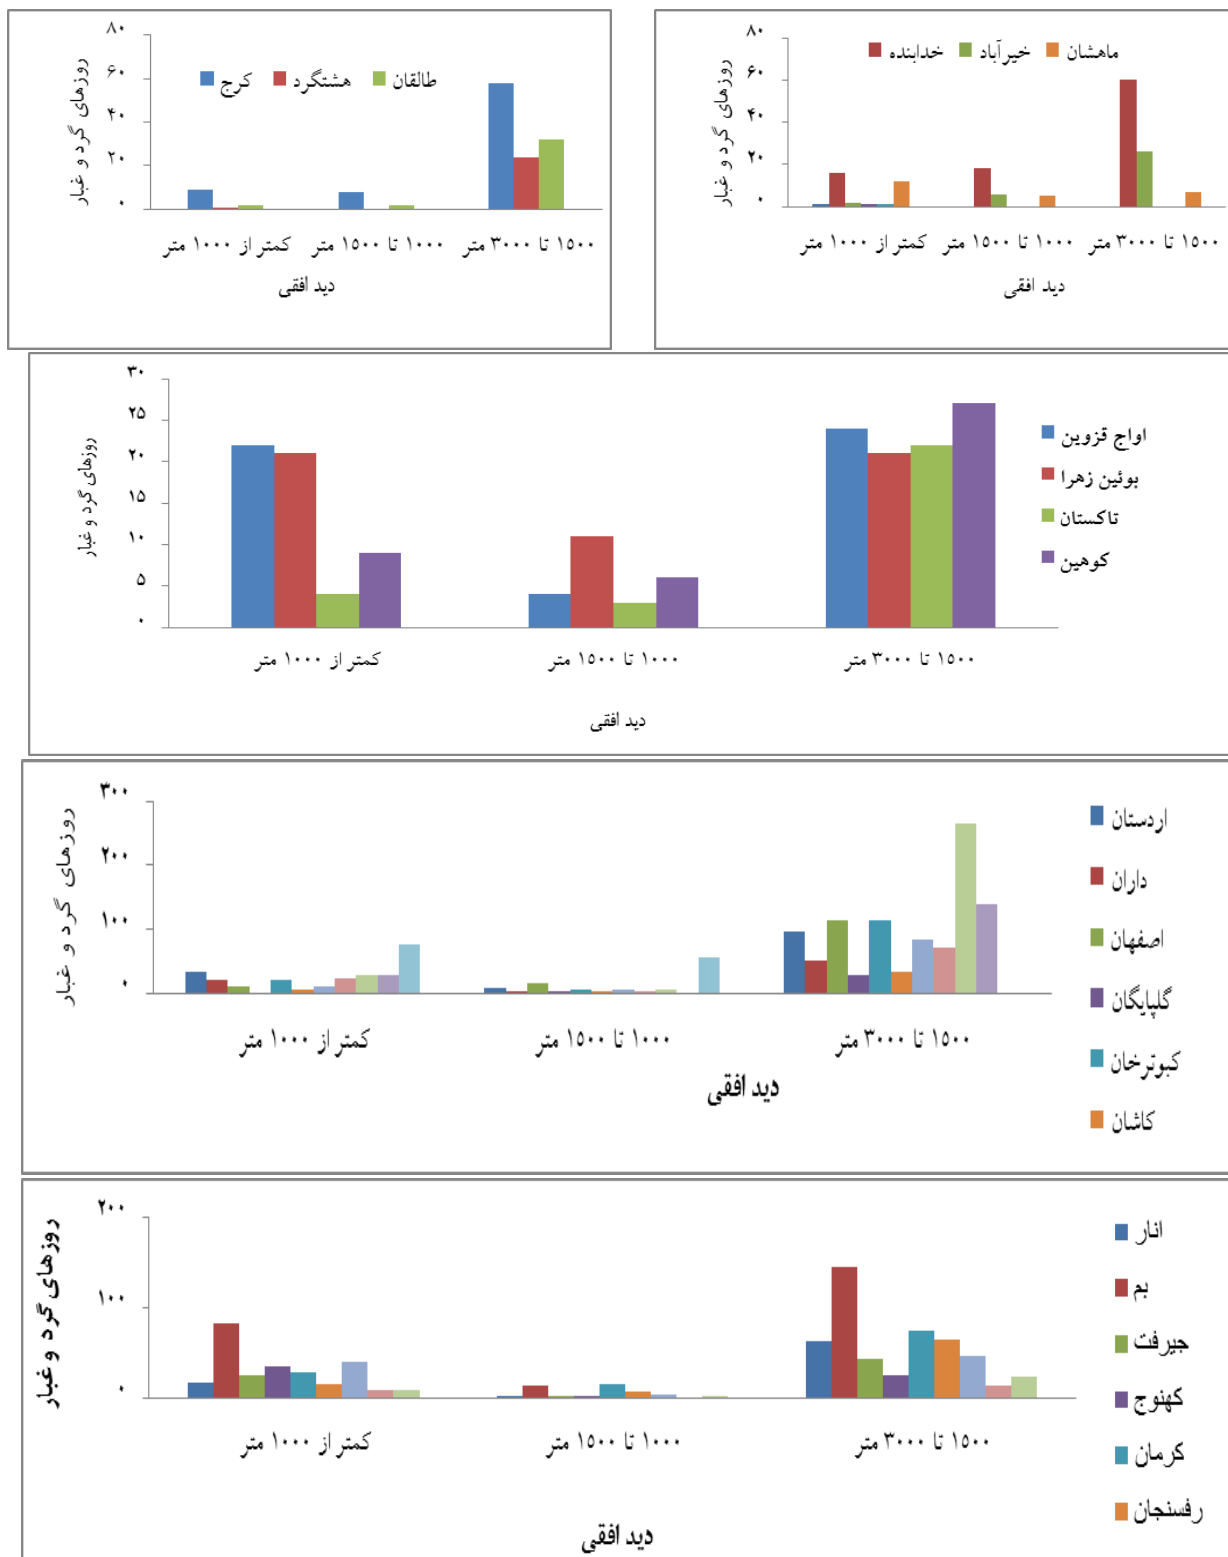 ۸۰
۶۰
۴۰
۲۰
۰
روزهای گرد و غبار
کرج هشتگرد طالقان
کمتر از ۱۰۰۰ متر ۱۰۰۰ تا ۱۵۰۰ متر ۱۵۰۰ تا ۳۰۰۰ متر
دید افقی
۸۰
۶۰
۴۰
۲۰
۰
روزهای گرد و غبار
خدابنده خیرآباد ماهشان
کمتر از ۱۰۰۰ متر ۱۰۰۰ تا ۱۵۰۰ متر ۱۵۰۰ تا ۳۰۰۰ متر
دید افقی
۳۰
۲۵
۲۰
۱۵
۱۰
۵
۰
روزهای گرد و غبار
اواج قزوین
بوئین زهرا
تاکستان
کوهین
کمتر از ۱۰۰۰ متر ۱۰۰۰ تا ۱۵۰۰ متر ۱۵۰۰ تا ۳۰۰۰ متر
دید افقی
۳۰۰
۲۰۰
۱۰۰
۰
روزهای گرد و غبار
اردستان
داران
اصفهان
گلپایگان
کبوترخان
کاشان
کمتر از ۱۰۰۰ متر ۱۰۰۰ تا ۱۵۰۰ متر ۱۵۰۰ تا ۳۰۰۰ متر
دید افقی
۲۰۰
۱۰۰
۰
روزهای گرد و غبار
انار
بم
جیرفت
کهنوج
کرمان
رفسنجان
کمتر از ۱۰۰۰ متر ۱۰۰۰ تا ۱۵۰۰ متر ۱۵۰۰ تا ۳۰۰۰ متر
دید افقی